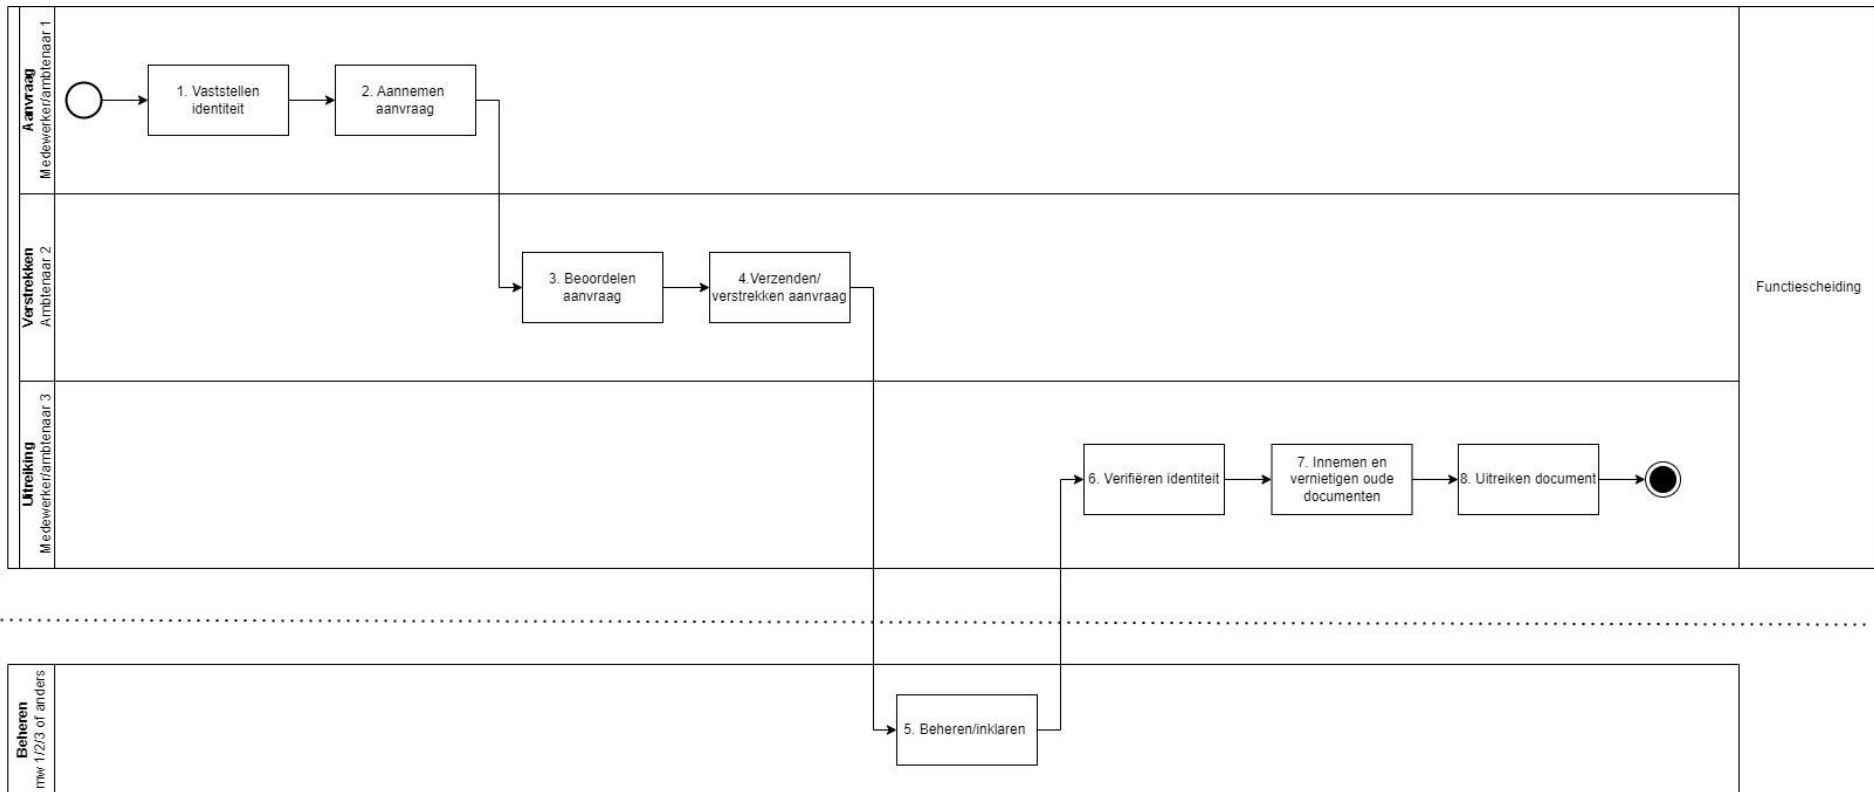 Aanvraag
Medewerker/ambtenaar 1
1. Vaststellen
identiteit
2. Aannemen
aanvraag
Verstrekken
Ambtenaar 2
3. Beoordelen
aanvraag
4.Verzenden/
verstrekken aanvraag
Functiescheiding
Uitreiking
Medewerker/ambtenaar 3
6. Verifiëren identiteit
7. Innemen en
vernietigen oude
documenten
8. Uitreiken document
Beheren
mw 1/2/3 of anders
5. Beheren/inklaren